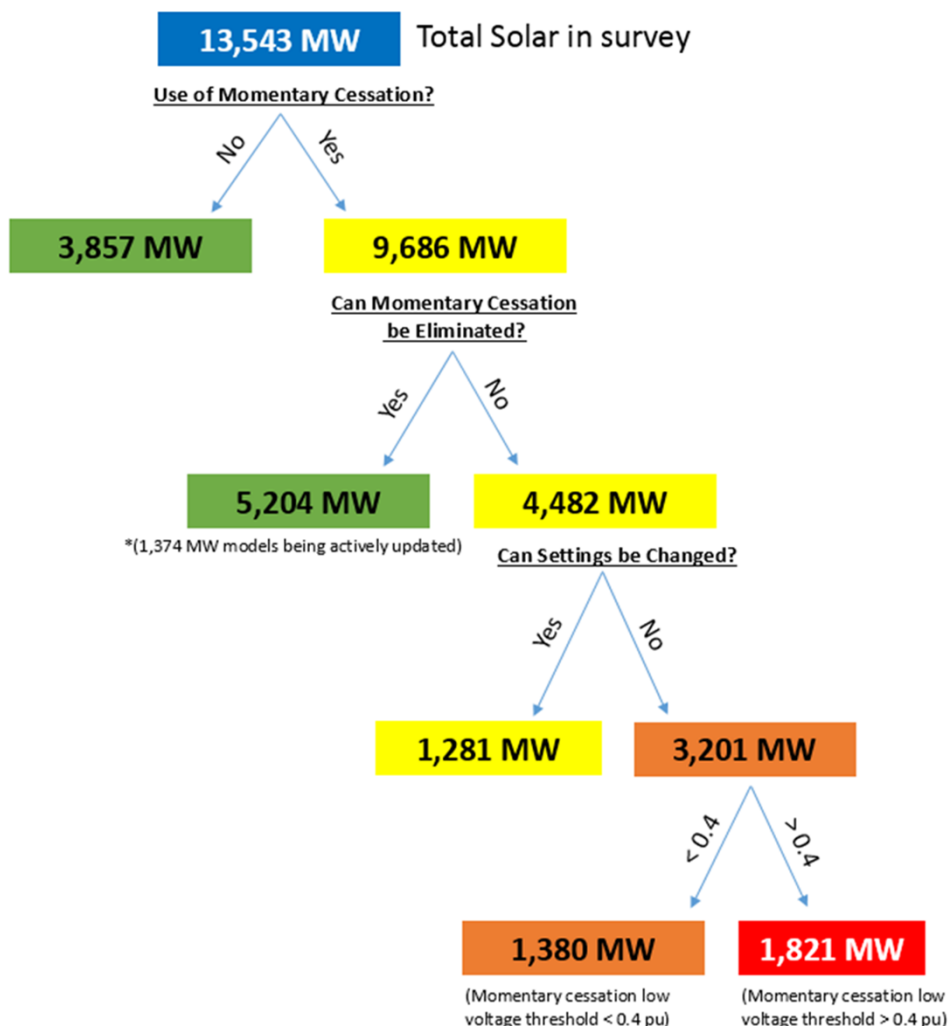 13,543 MW Total Solar in survey
Use of Momentary Cessation?
No Yes
3,857 MW 9,686 MW
Can Momentary Cessation
be Eliminated?
Yes No
5,204 MW 4,482 MW
*(1,374 MW models being actively updated)
Can Settings be Changed?
Yes No
1,281 MW 3,201 MW
< 0.4 > 0.4
1,380 MW 1,821 MW
(Momentary cessation low
voltage threshold < 0.4 pu)
(Momentary cessation low
voltage threshold > 0.4 pu)